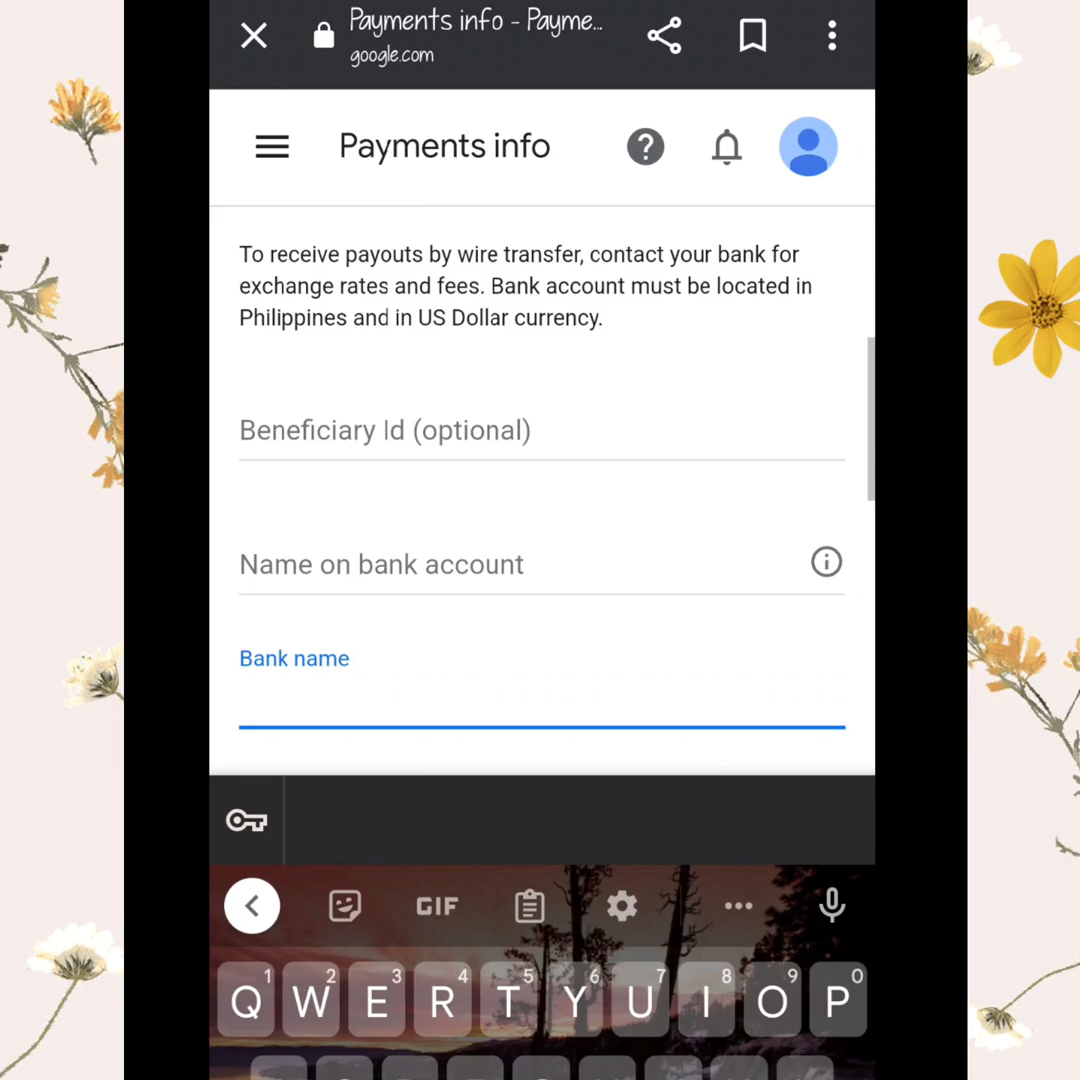 Payments info - Payme...
google.com
Payments info
To receive payouts by wire transfer, contact your bank for
exchange rates and fees. Bank account must be located in
Philippines and in US Dollar currency.
Beneficiary Id (optional)
Name on bank account
Bank name
GIF
1 2 3 4 5 6 7 8 9 0
Q W E R T Y U I O P